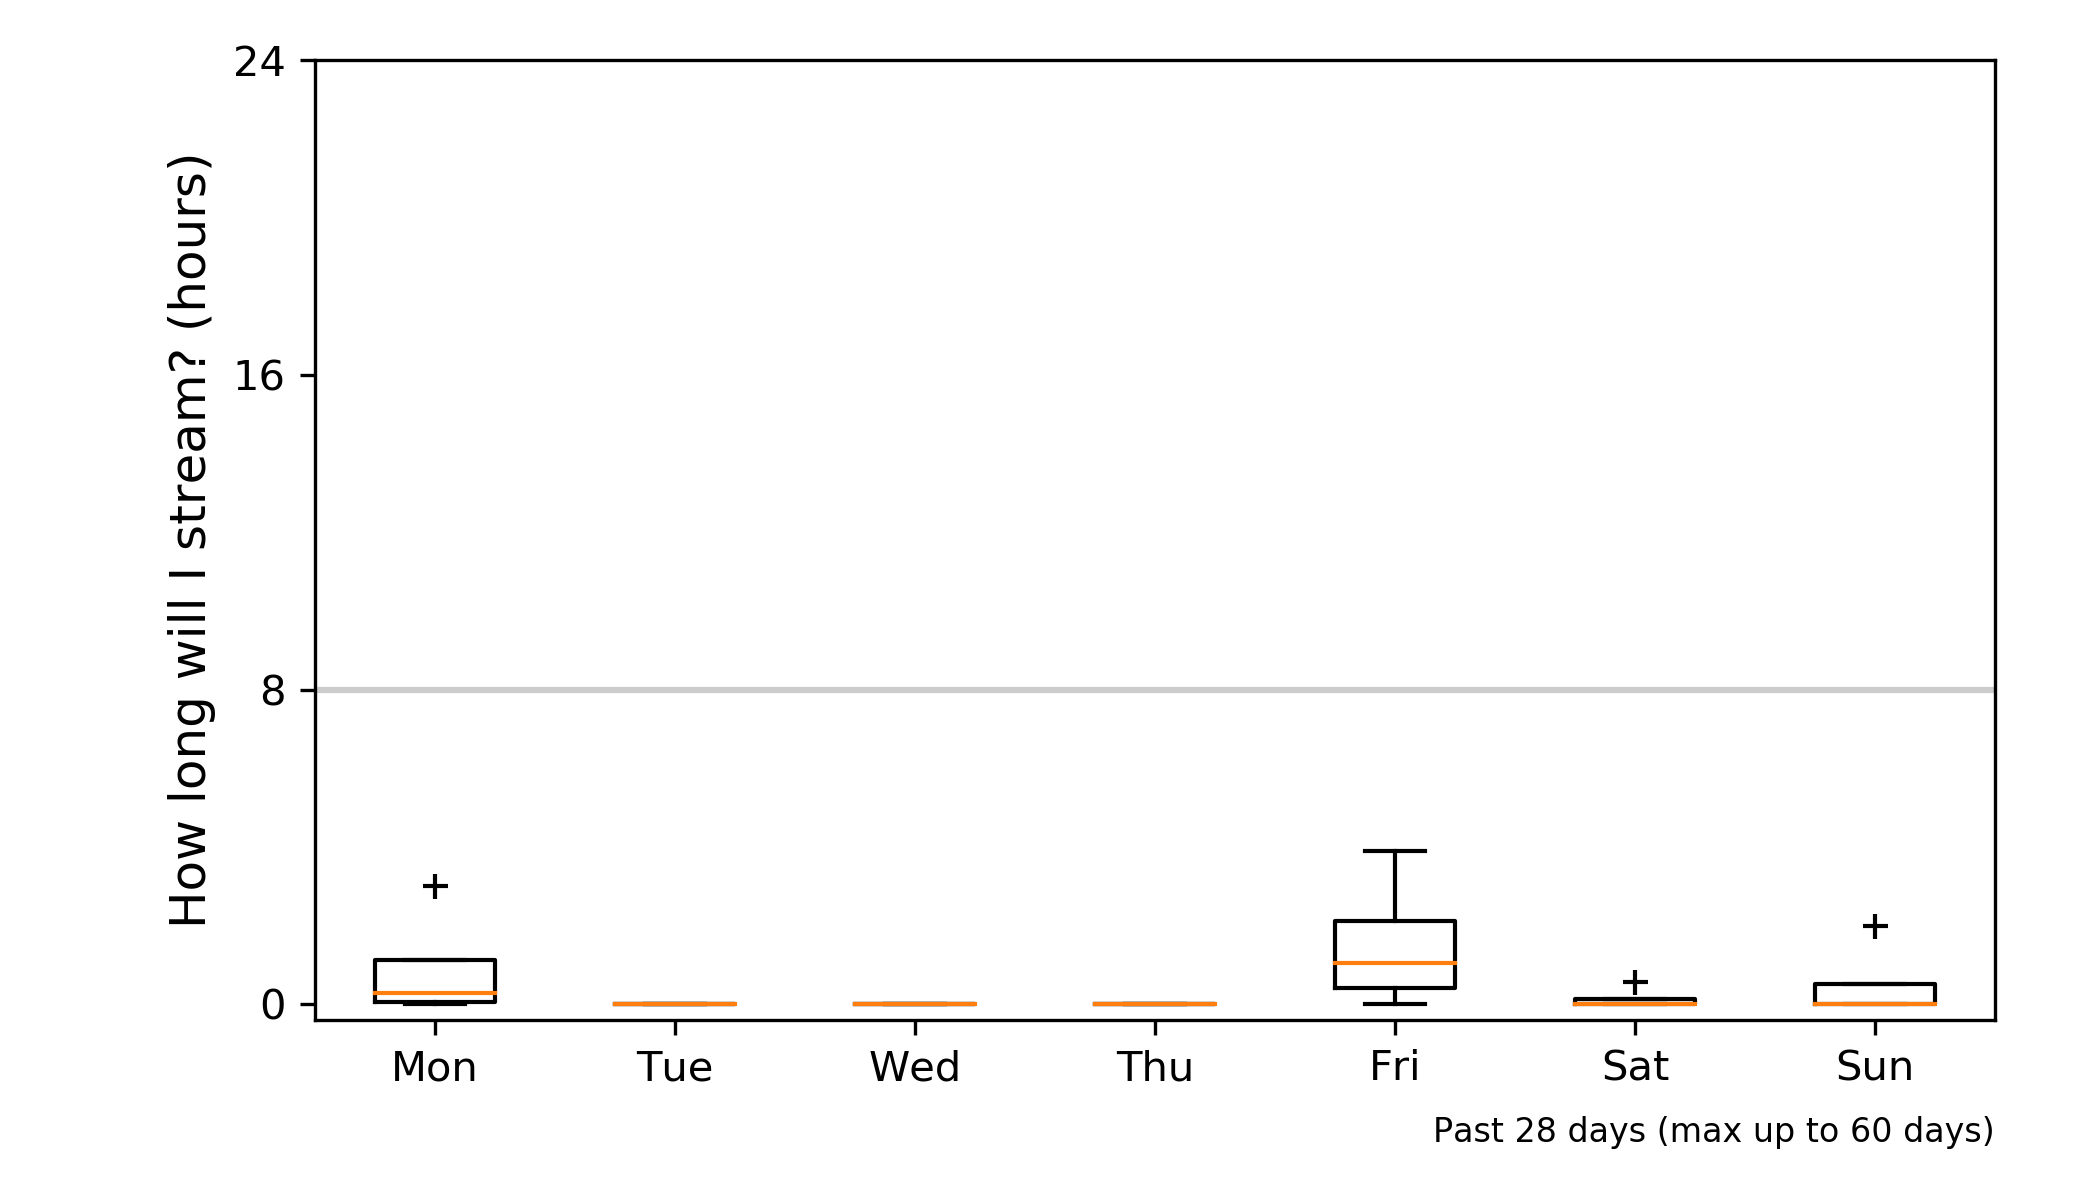 How long will I stream? (hours)
24
16
8
0
Mon Tue Wed Thu Fri Sat Sun
Past 28 days (max up to 60 days)